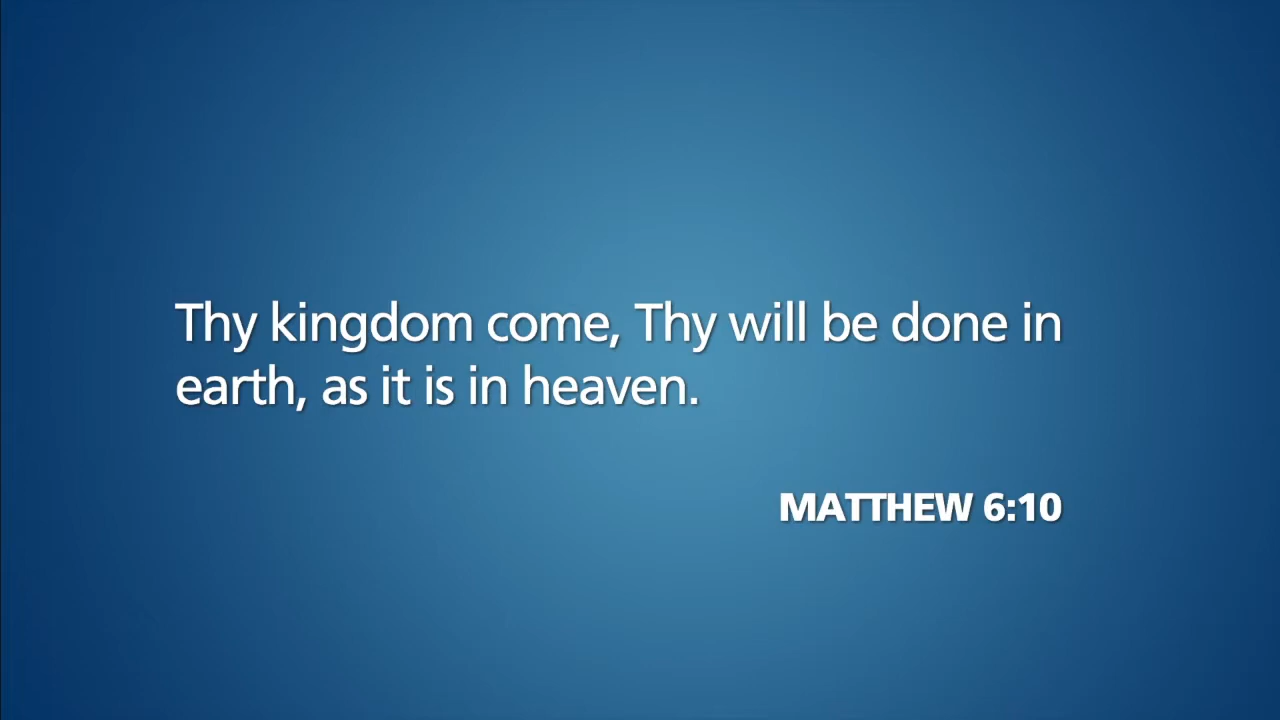 Thy kingdom come, Thy will be done in
earth, as it is in heaven.
MATTHEW 6:10